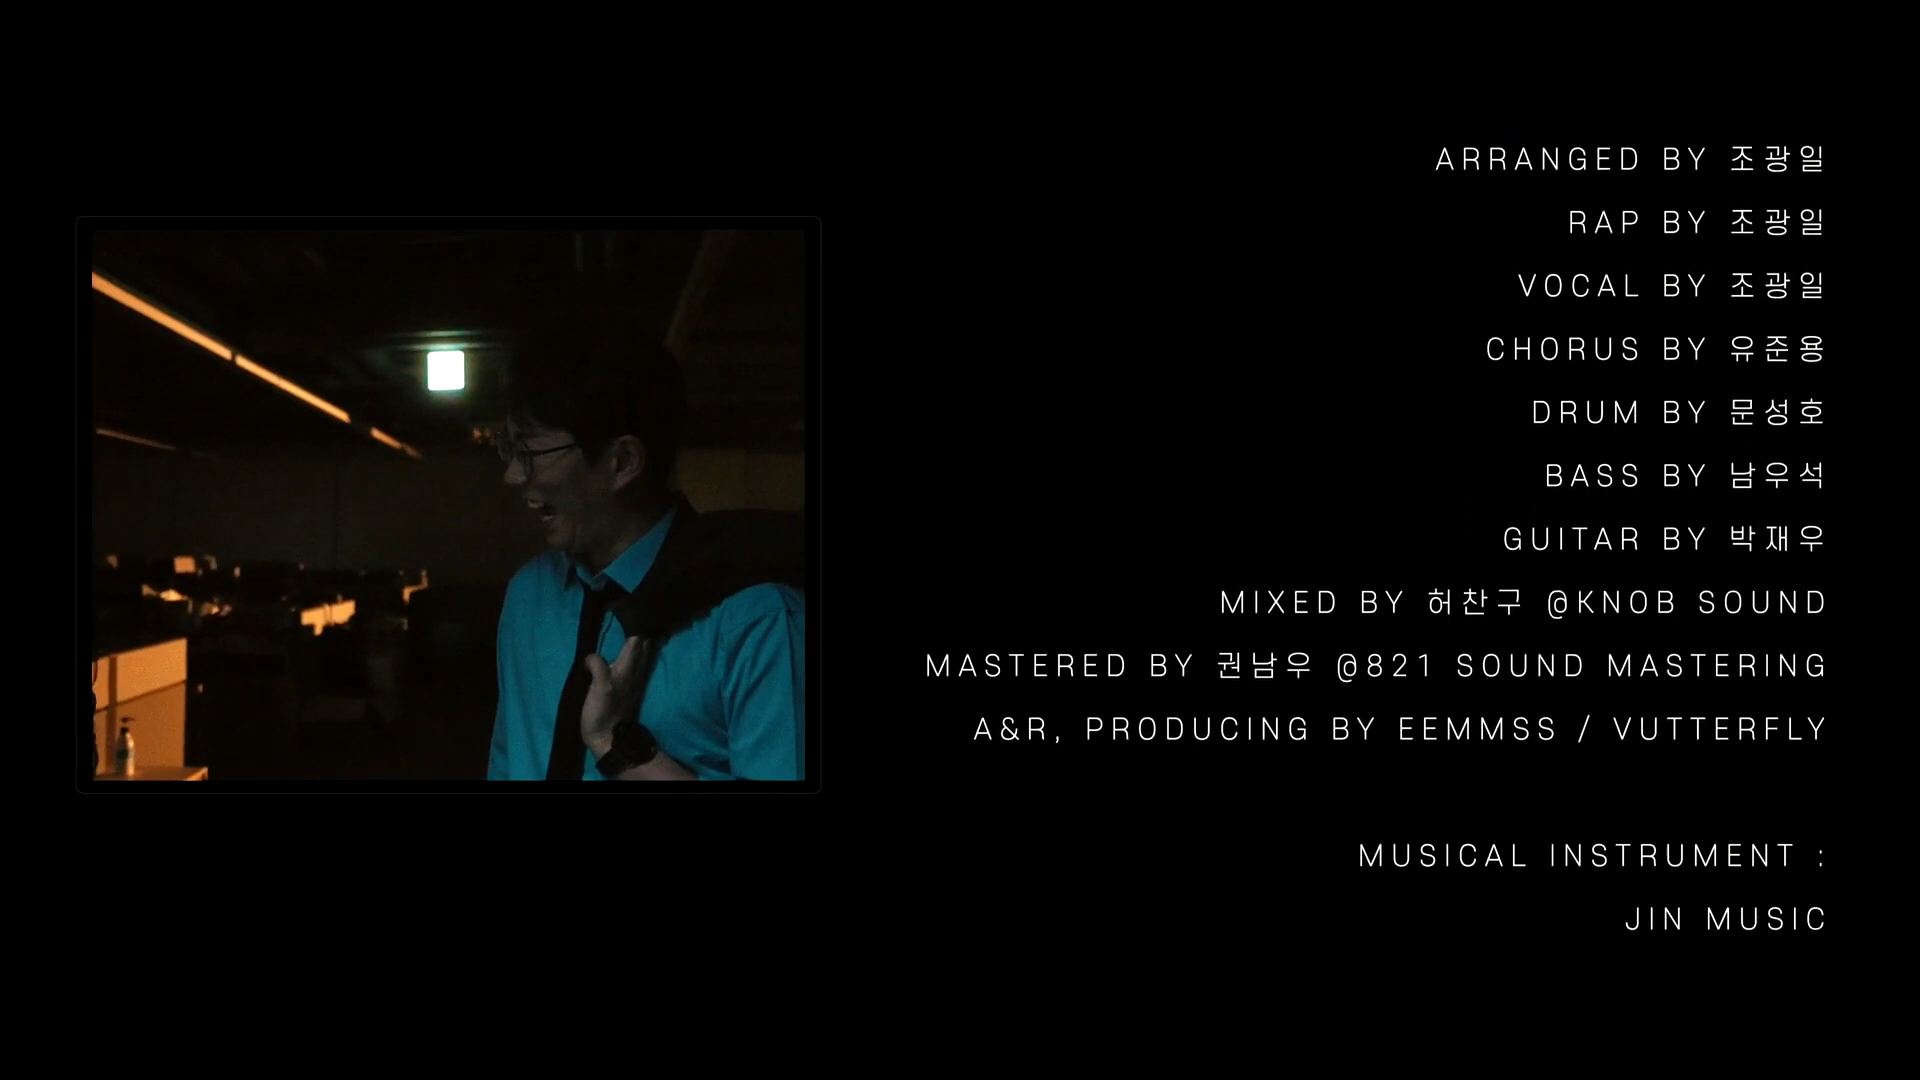 ARRANGED BY 조광일
RAP BY 조광일
VOCAL BY 조광일
CHORUS BY 유준용
DRUM BY 문성호
BASS BY 남우석
GUITAR BY 박재우
MIXED BY 허찬구 @KNOB SOUND
MASTERED BY 권남우 @821 SOUND MASTERING
A&R, PRODUCING BY EEMMSS / VUTTERFLY
MUSICAL INSTRUMENT :
JIN MUSIC